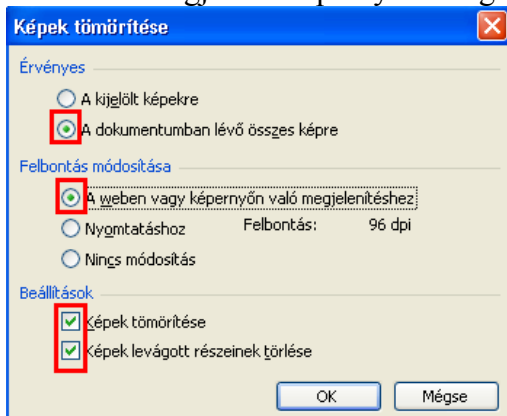 Képek tömörítése
Érvényes
A kijelölt képekre
A dokumentumban lévő összes képre
Felbontás módosítása
A weben vagy képernyőn való megjelenítéshez
Nyomtatáshoz Felbontás: 96 dpi
Nincs módosítás
Beállítások
Képek tömörítése
Képek levágott részeinek törlése
OK Mégse